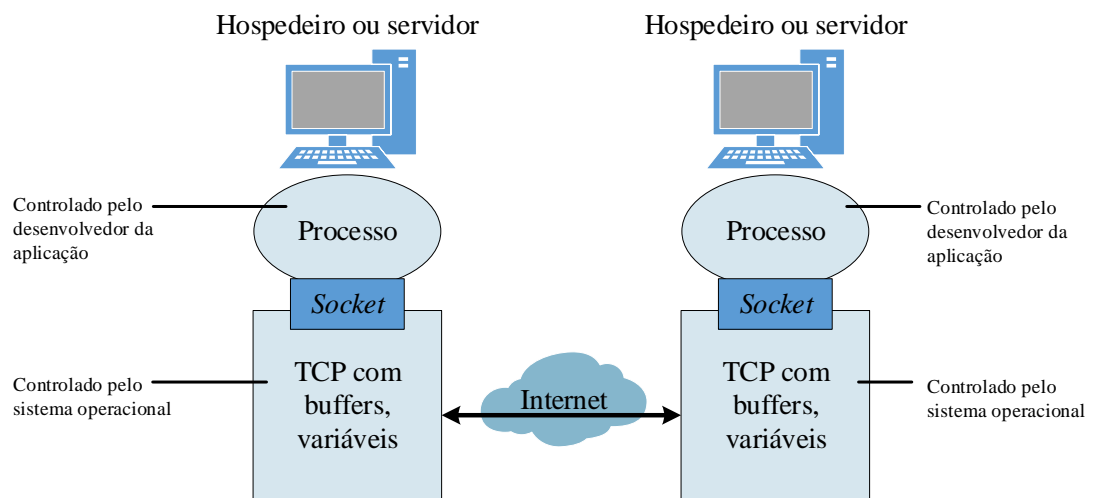 Hospedeiro ou servidor
Hospedeiro ou servidor
Controlado pelo
desenvolvedor da
aplicação
Processo
Processo
Controlado pelo
desenvolvedor da
aplicação
Socket
Socket
Controlado pelo
sistema operacional
TCP com
buffers,
variáveis
Internet
TCP com
buffers,
variáveis
Controlado pelo
sistema operacional